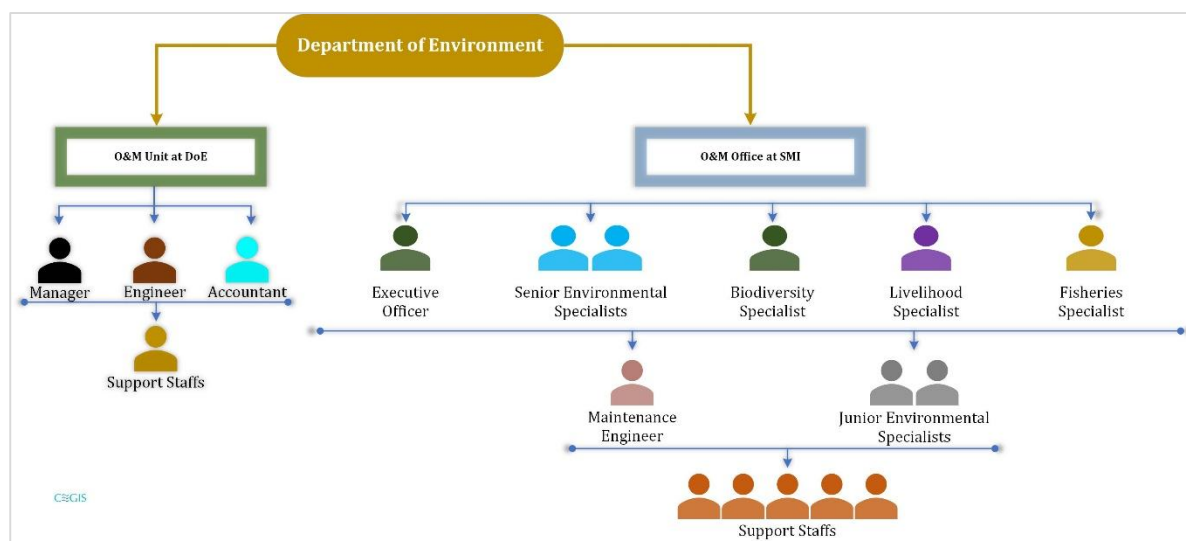 Department of Environment
O&M Unit at DoE
O&M Office at SMI
Manager
Engineer
Accountant
Support Staffs
Executive
Officer
Senior Environmental
Specialists
Biodiversity
Specialist
Livelihood
Specialist
Fisheries
Specialist
Maintenance
Engineer
Junior Environmental
Specialists
Support Staffs
CEGIS